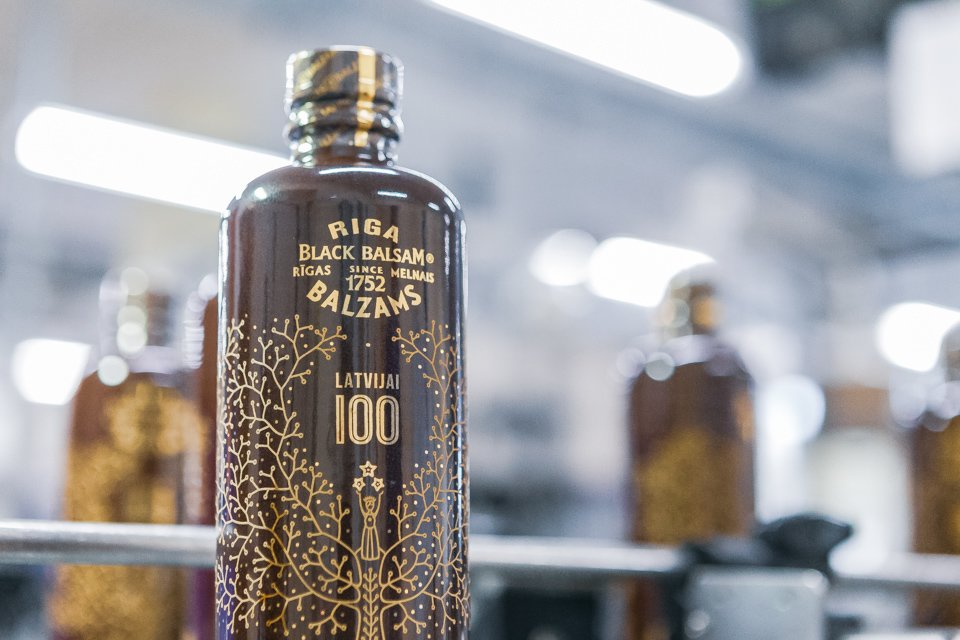 RIGA
BLACK BALSAM®
RĪGAS SINCE MELNAIS
1752
BALZAMS
LATVIJAI
100